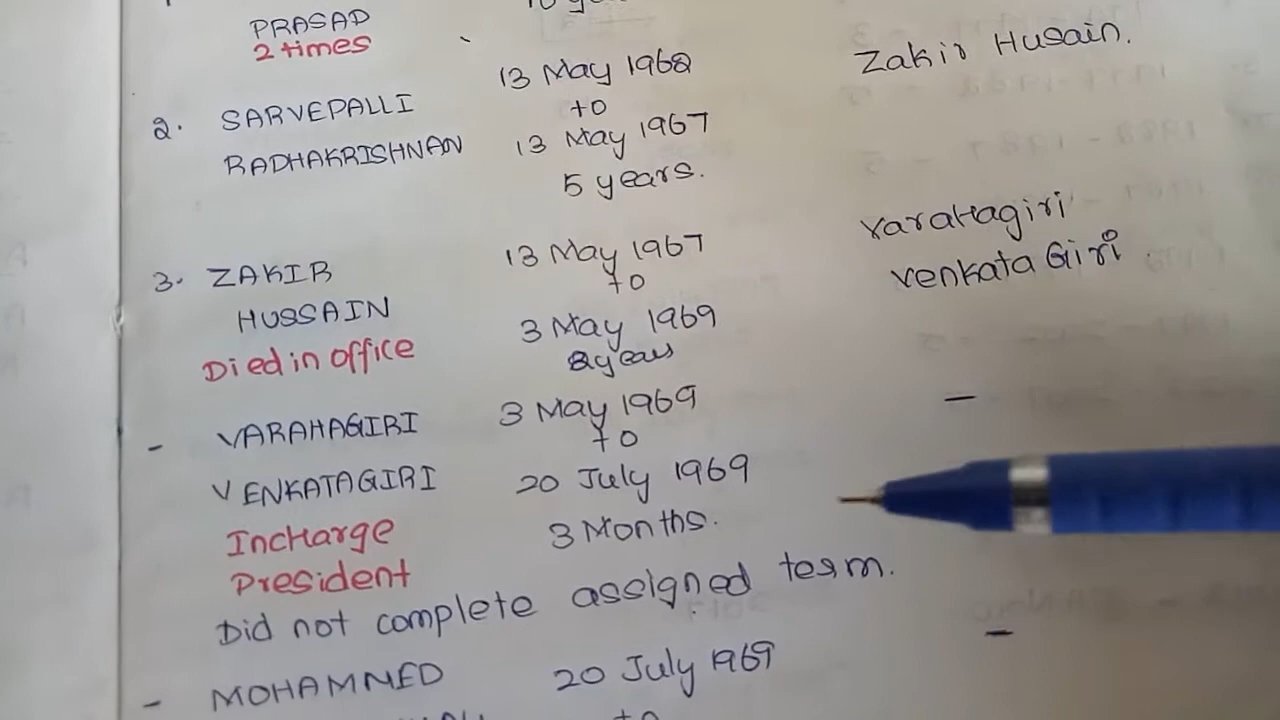 PRASAD
2 times
13 May 1962
to
13 May 1967
5 years.
Zakir Husain.
2. SARVEPALLI
RADHAKRISHNAN
3. ZAKIR
HUSSAIN
Died in office
13 May 1967
to
3 May 1969
2years
Varahagiri
Venkata Giri
- VARAHAGIRI
VENKATAGIRI
Incharge
President
3 May 1969
to
20 July 1969
3 Months.
-
Did not complete assigned term.
- MOHAMMED
20 July 1969
to
-